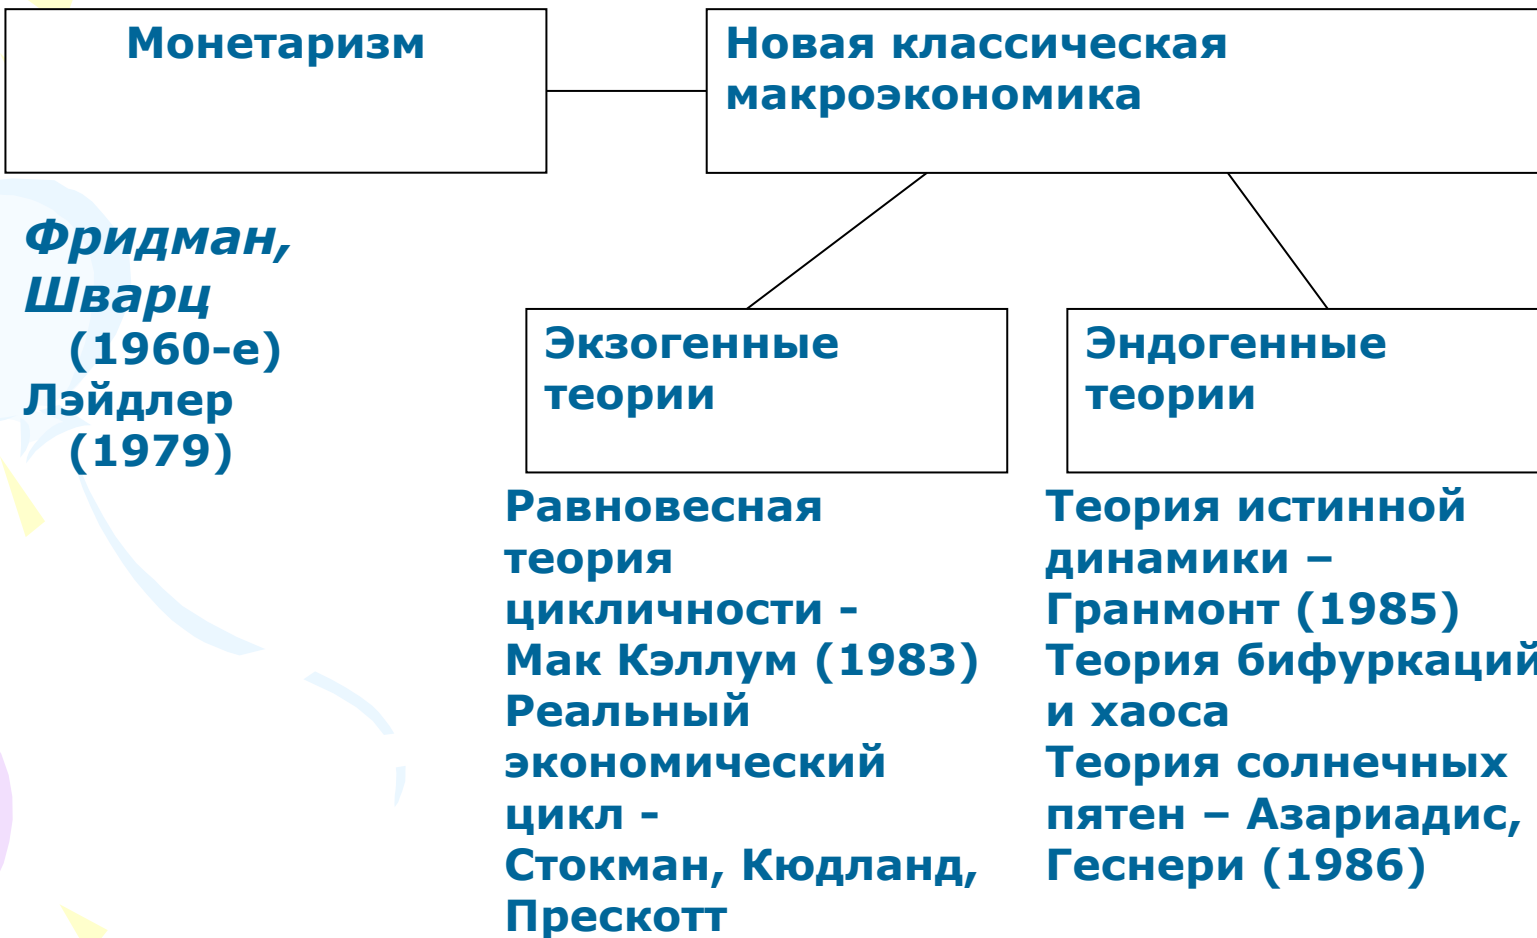 Монетаризм
Новая классическая
макроэкономика
Фридман,
Шварц
(1960-е)
Лэйдлер
(1979)
Экзогенные
теории
Равновесная
теория
цикличности -
Мак Кэллум (1983)
Реальный
экономический
цикл -
Стокман, Кюдланд,
Прескотт
Эндогенные
теории
Теория истинной
динамики –
Гранмонт (1985)
Теория бифуркаций
и хаоса
Теория солнечных
пятен – Азариадис,
Геснери (1986)